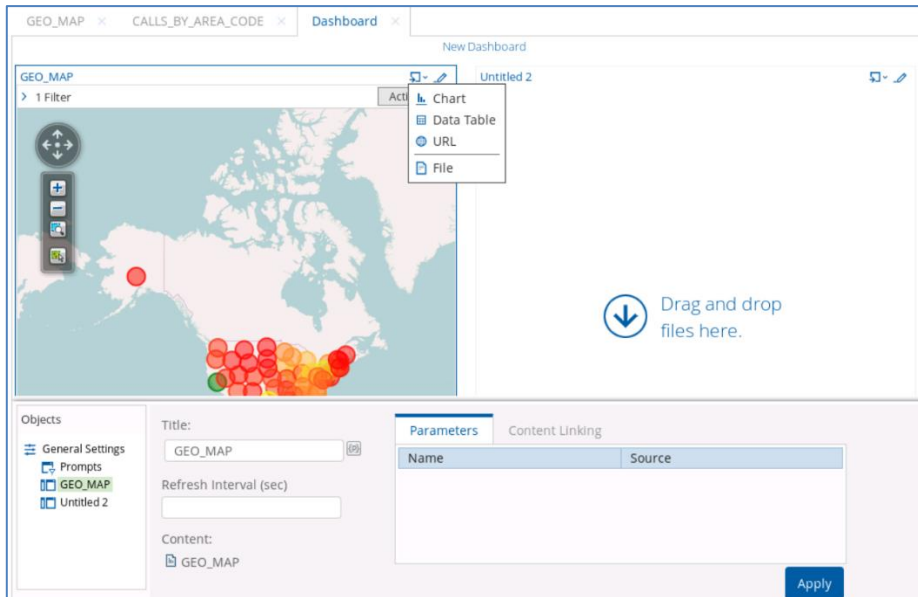 GEO_MAP × CALLS_BY_AREA_CODE × Dashboard ×
New Dashboard
GEO_MAP
Untitled 2
1 Filter
Acti
Chart
Data Table
URL
File
Drag and drop
files here.
Objects
General Settings
Prompts
GEO_MAP
Untitled 2
Title:
GEO_MAP
Refresh Interval (sec)
Content:
GEO_MAP
Parameters Content Linking
Name Source
Apply